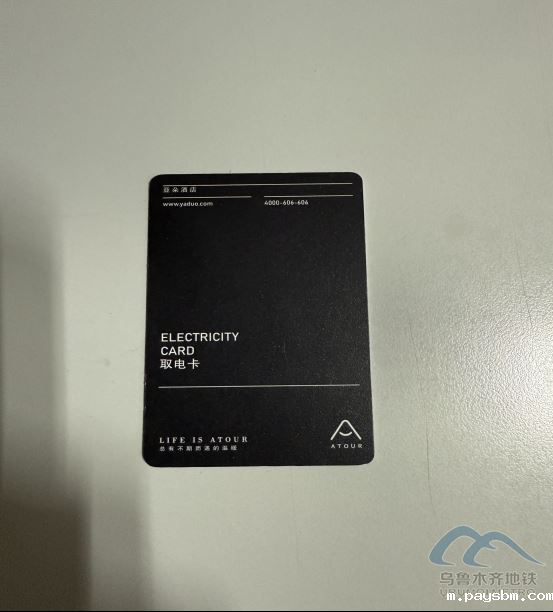 亚朵酒店
www.yaduo.com 4000-606-606
ELECTRICITY
CARD
取电卡
LIFE IS ATOUR
总有不期而遇的温暖
ATOUR
乌鲁木齐地铁
m.paysbm.com